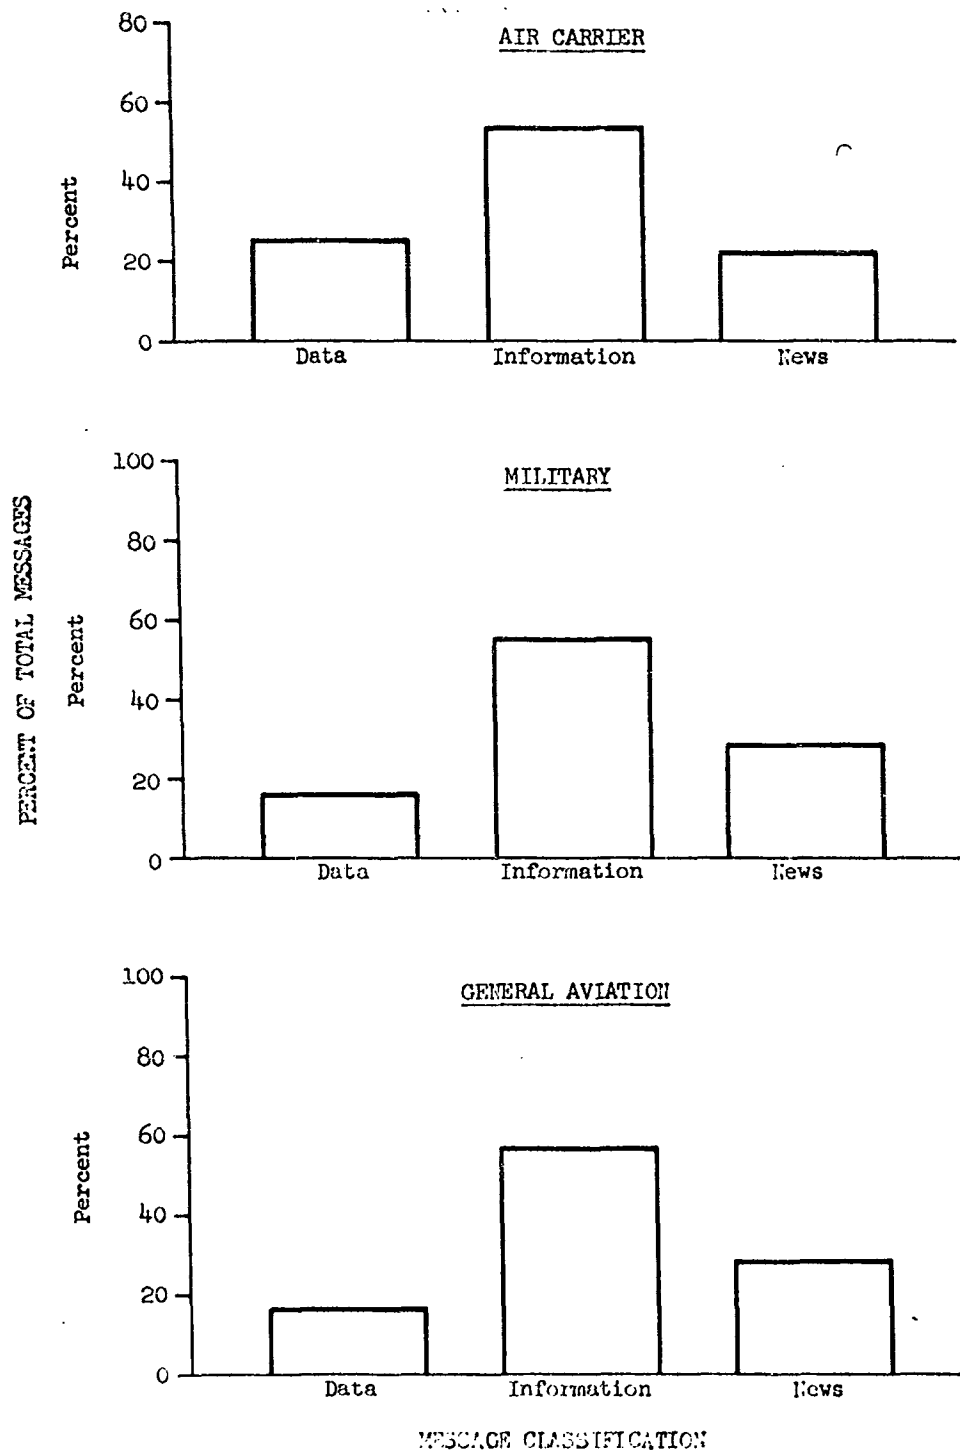 AIR CARRIER
80
60
40
20
0
Percent
Data Information News
PERCENT OF TOTAL MESSAGES
MILITARY
100
80
60
40
20
0
Percent
Data Information News
GENERAL AVIATION
100
80
60
40
20
0
Percent
Data Information News
MESSAGE CLASSIFICATION